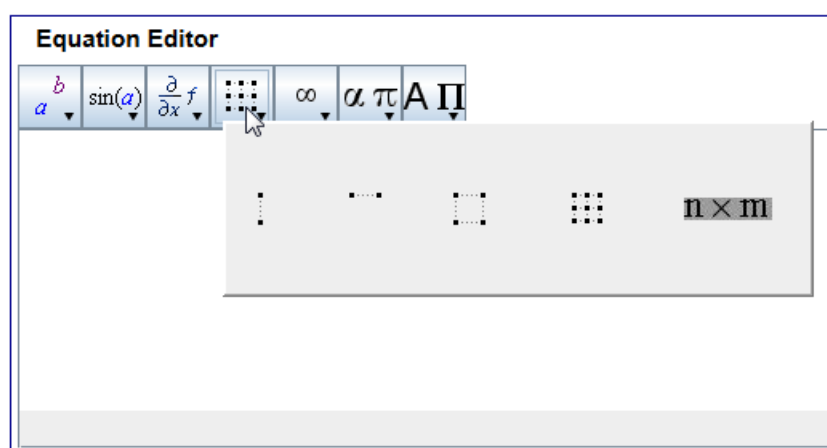 Equation Editor
a b sin(a) ∂/∂x f ∞ α π A Π
n × m